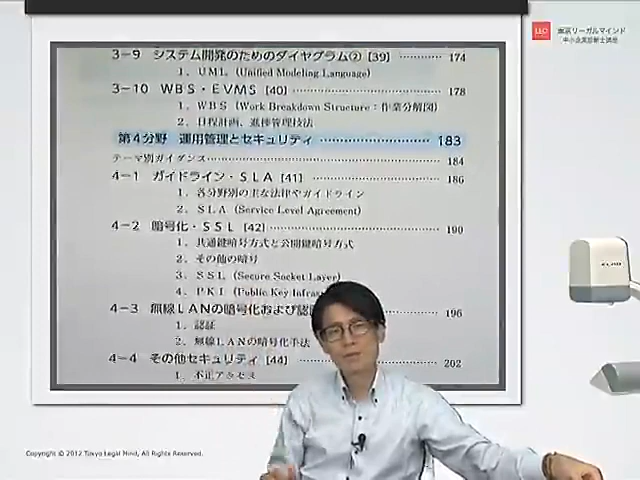 LEC 東京リーガルマインド
中小企業診断士講座
3-9 システム開発のためのダイヤグラム② [39] 174
1．UML (Unified Modeling Language)
3-10 WBS・EVMS [40] 178
1．WBS (Work Breakdown Structure：作業分解図)
2．日程計画、進捗管理技法
第4分野 運用管理とセキュリティ 183
テーマ別ガイダンス 184
4-1 ガイドライン・SLA [41] 186
1．各分野別の主な法律やガイドライン
2．SLA (Service Level Agreement)
4-2 暗号化・SSL [42] 190
1．共通鍵暗号方式と公開鍵暗号方式
2．その他の暗号
3．SSL (Secure Socket Layer)
4．PKI (Public Key Infras
4-3 無線LANの暗号化および認 196
1．認証
2．無線LANの暗号化手法
4-4 その他セキュリティ [44] 202
1．不正アクセス
Copyright © 2012 Tokyo Legal Mind, All Rights Reserved.